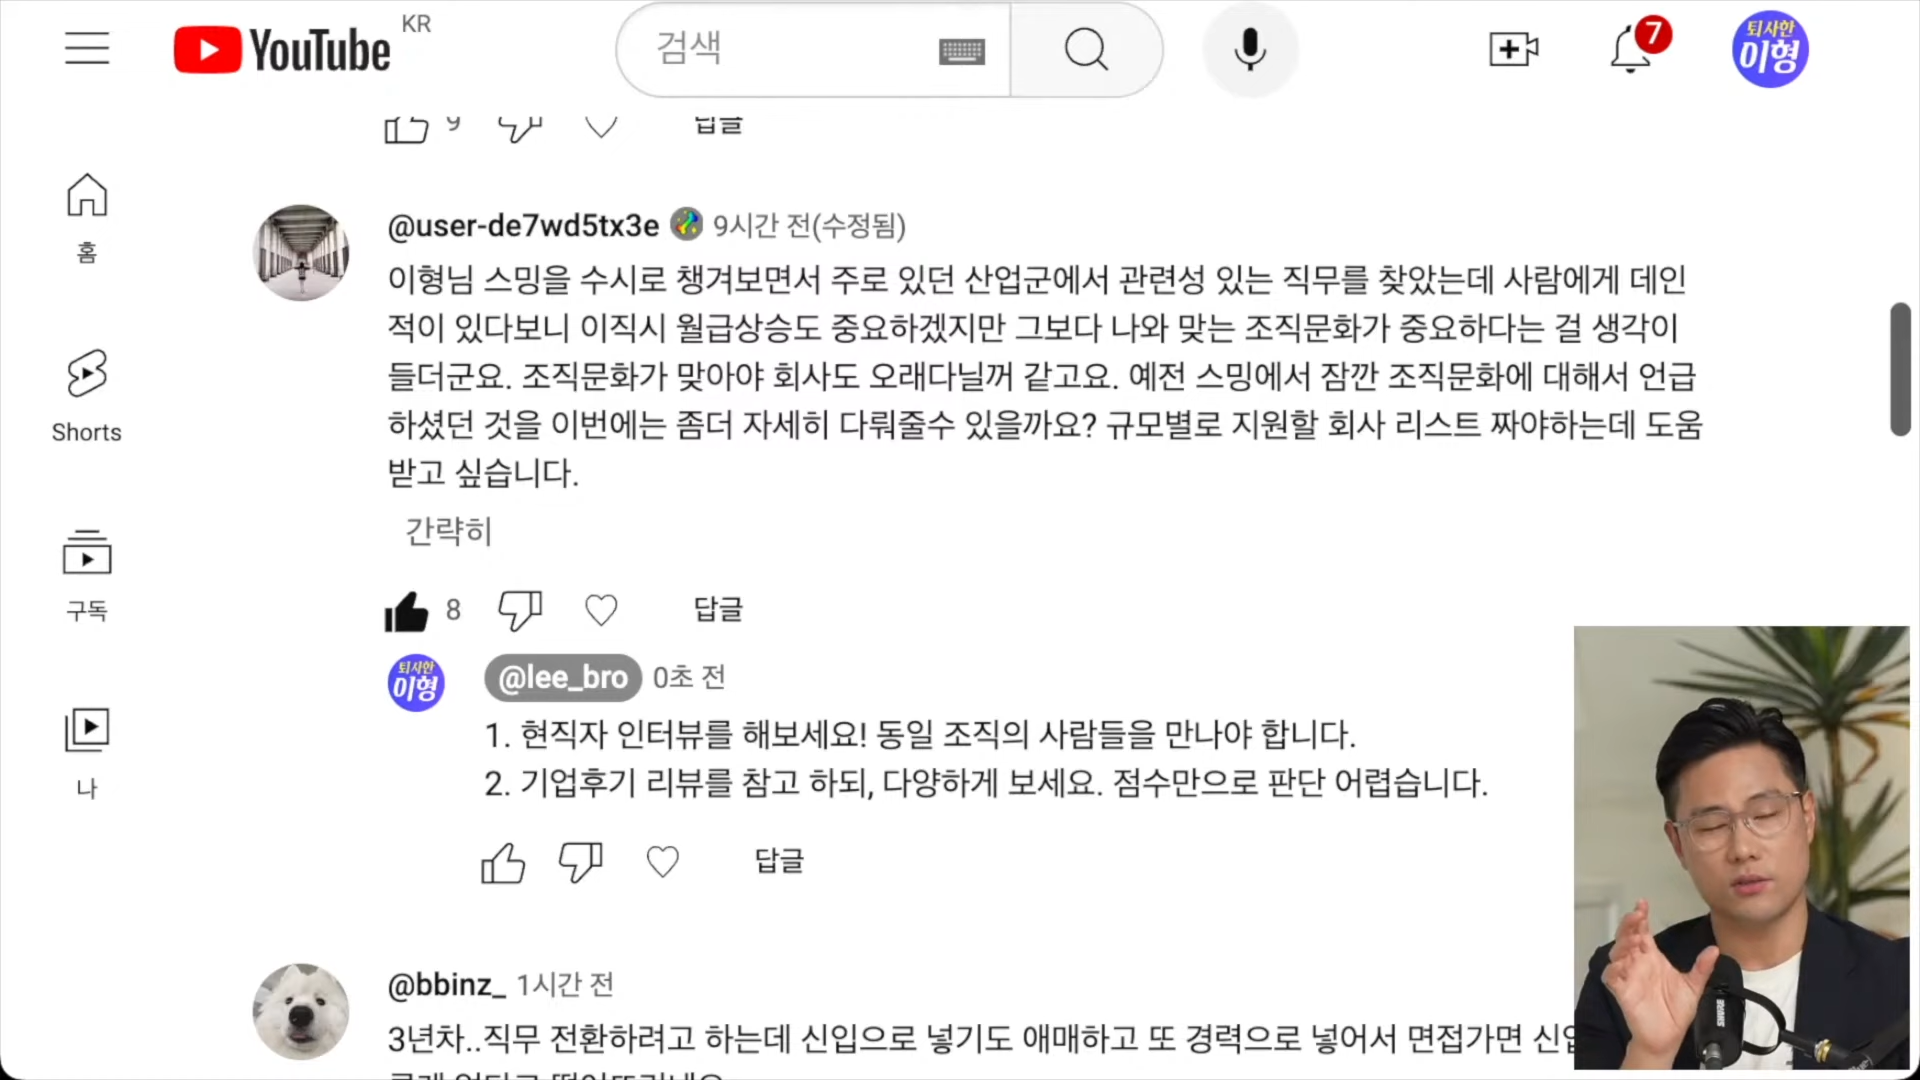 YouTube KR
검색
7
퇴사한
이형
9
답글
홈
Shorts
구독
나
@user-de7wd5tx3e 9시간 전(수정됨)
이형님 스밍을 수시로 챙겨보면서 주로 있던 산업군에서 관련성 있는 직무를 찾았는데 사람에게 데인
적이 있다보니 이직시 월급상승도 중요하겠지만 그보다 나와 맞는 조직문화가 중요하다는 걸 생각이
들더군요. 조직문화가 맞아야 회사도 오래다닐꺼 같고요. 예전 스밍에서 잠깐 조직문화에 대해서 언급
하셨던 것을 이번에는 좀더 자세히 다뤄줄수 있을까요? 규모별로 지원할 회사 리스트 짜야하는데 도움
받고 싶습니다.
간략히
8
답글
퇴사한
이형
@lee_bro 0초 전
1. 현직자 인터뷰를 해보세요! 동일 조직의 사람들을 만나야 합니다.
2. 기업후기 리뷰를 참고 하되, 다양하게 보세요. 점수만으로 판단 어렵습니다.
답글
@bbinz_ 1시간 전
3년차..직무 전환하려고 하는데 신입으로 넣기도 애매하고 또 경력으로 넣어서 면접가면
SHURE